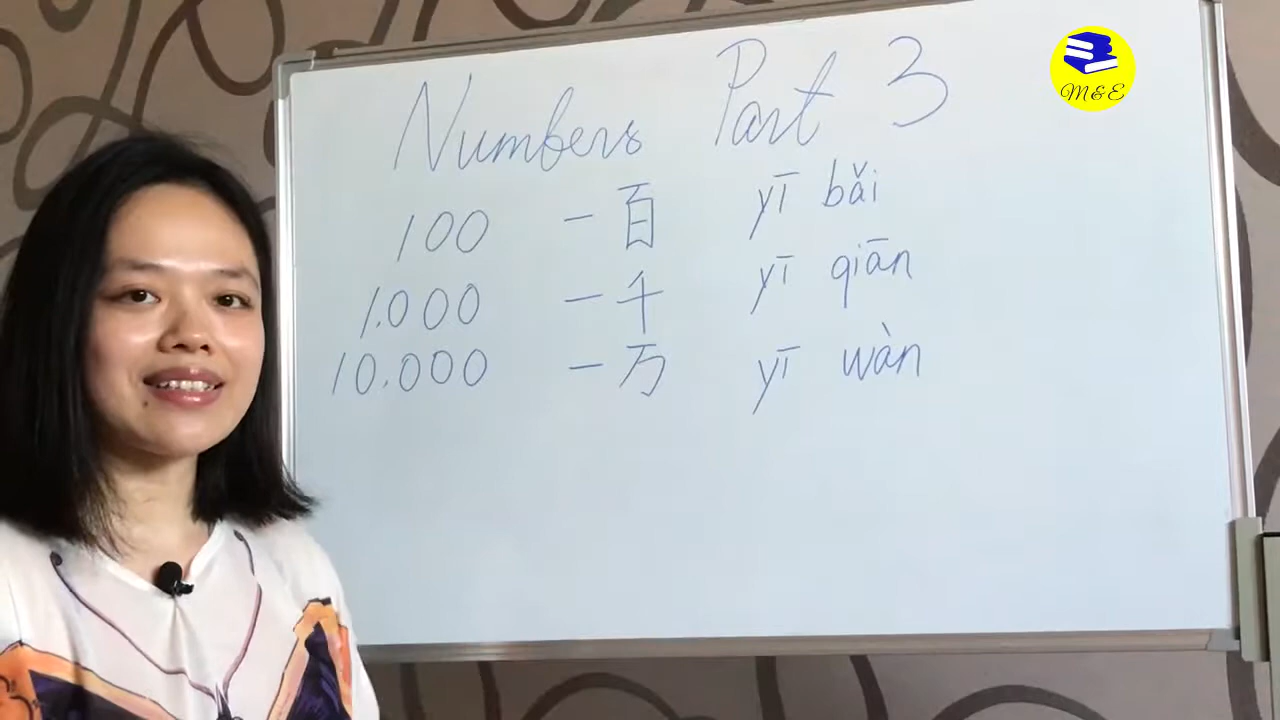 Numbers Part 3
100 一百 yī bǎi
1.000 一千 yī qiān
10.000 一万 yī wàn
M&E